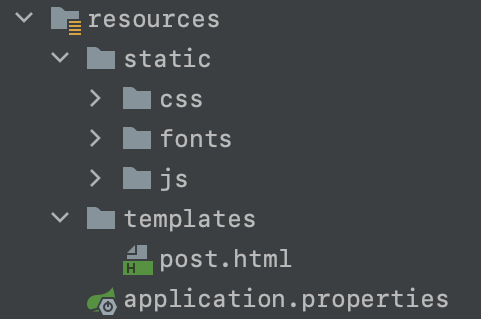 resources
static
css
fonts
js
templates
H post.html
application.properties